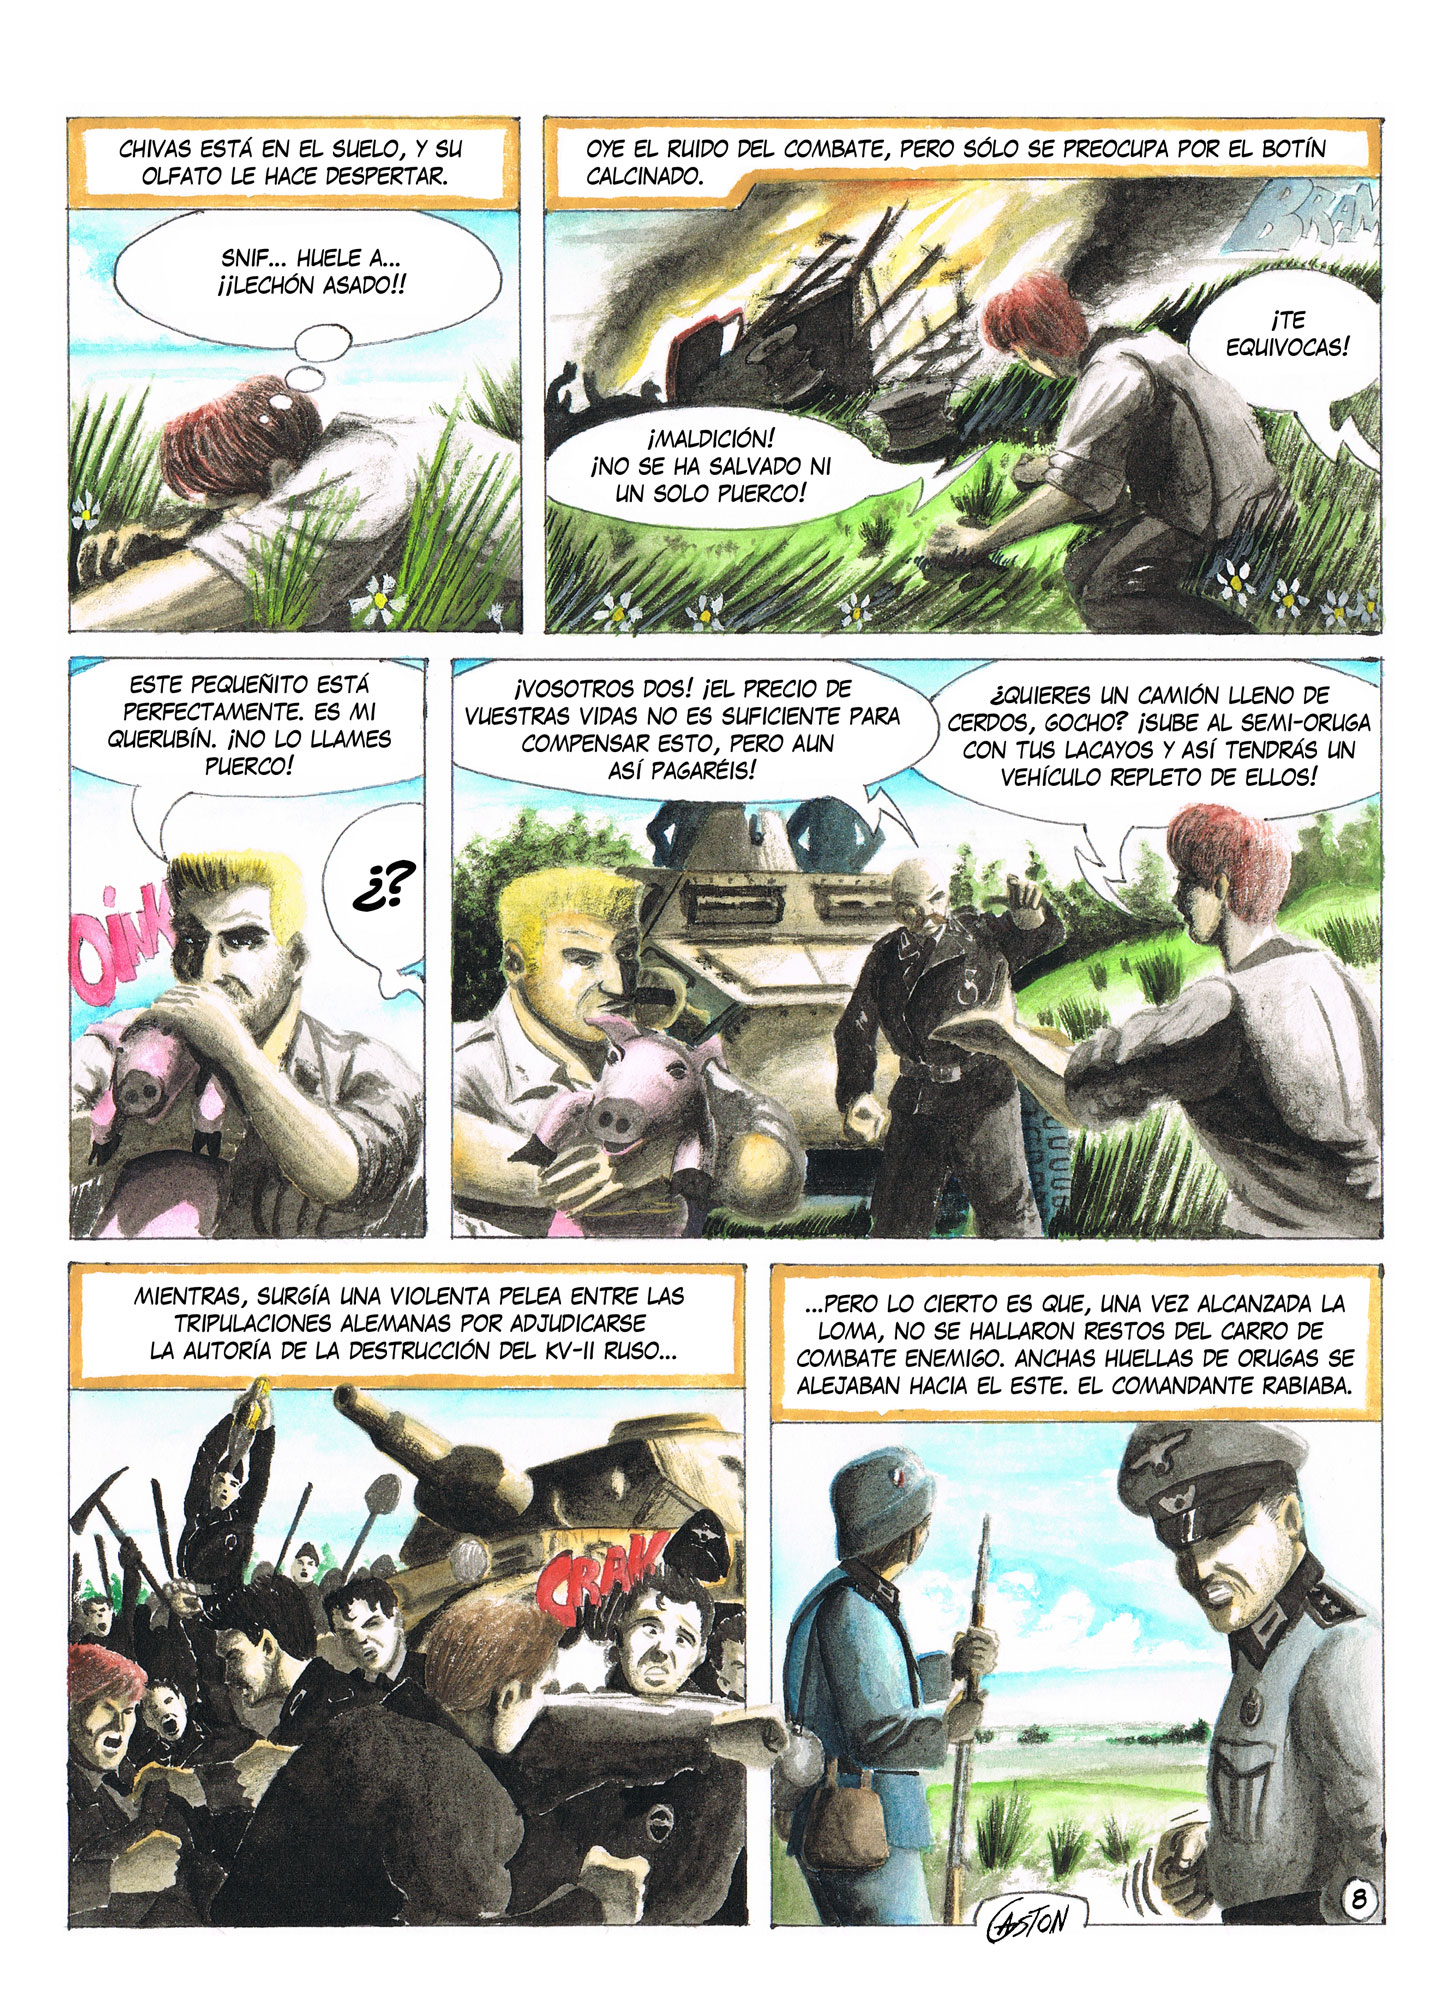 CHIVAS ESTÁ EN EL SUELO, Y SU
OLFATO LE HACE DESPERTAR.
SNIF... HUELE A...
¡¡LECHÓN ASADO!!
OYE EL RUIDO DEL COMBATE, PERO SÓLO SE PREOCUPA POR EL BOTÍN
CALCINADO.
BRAM
¡TE
EQUIVOCAS!
¡MALDICIÓN!
¡NO SE HA SALVADO NI
UN SOLO PUERCO!
ESTE PEQUEÑITO ESTÁ
PERFECTAMENTE. ES MI
QUERUBÍN. ¡NO LO LLAMES
PUERCO!
OINK
¿?
¡VOSOTROS DOS! ¡EL PRECIO DE
VUESTRAS VIDAS NO ES SUFICIENTE PARA
COMPENSAR ESTO, PERO AUN
ASÍ PAGARÉIS!
¿QUIERES UN CAMIÓN LLENO DE
CERDOS, GOCHO? ¡SUBE AL SEMI-ORUGA
CON TUS LACAYOS Y ASÍ TENDRÁS UN
VEHÍCULO REPLETO DE ELLOS!
MIENTRAS, SURGÍA UNA VIOLENTA PELEA ENTRE LAS
TRIPULACIONES ALEMANAS POR ADJUDICARSE
LA AUTORÍA DE LA DESTRUCCIÓN DEL KV-II RUSO...
CRAK
...PERO LO CIERTO ES QUE, UNA VEZ ALCANZADA LA
LOMA, NO SE HALLARON RESTOS DEL CARRO DE
COMBATE ENEMIGO. ANCHAS HUELLAS DE ORUGAS SE
ALEJABAN HACIA EL ESTE. EL COMANDANTE RABIABA.
GASTON
8